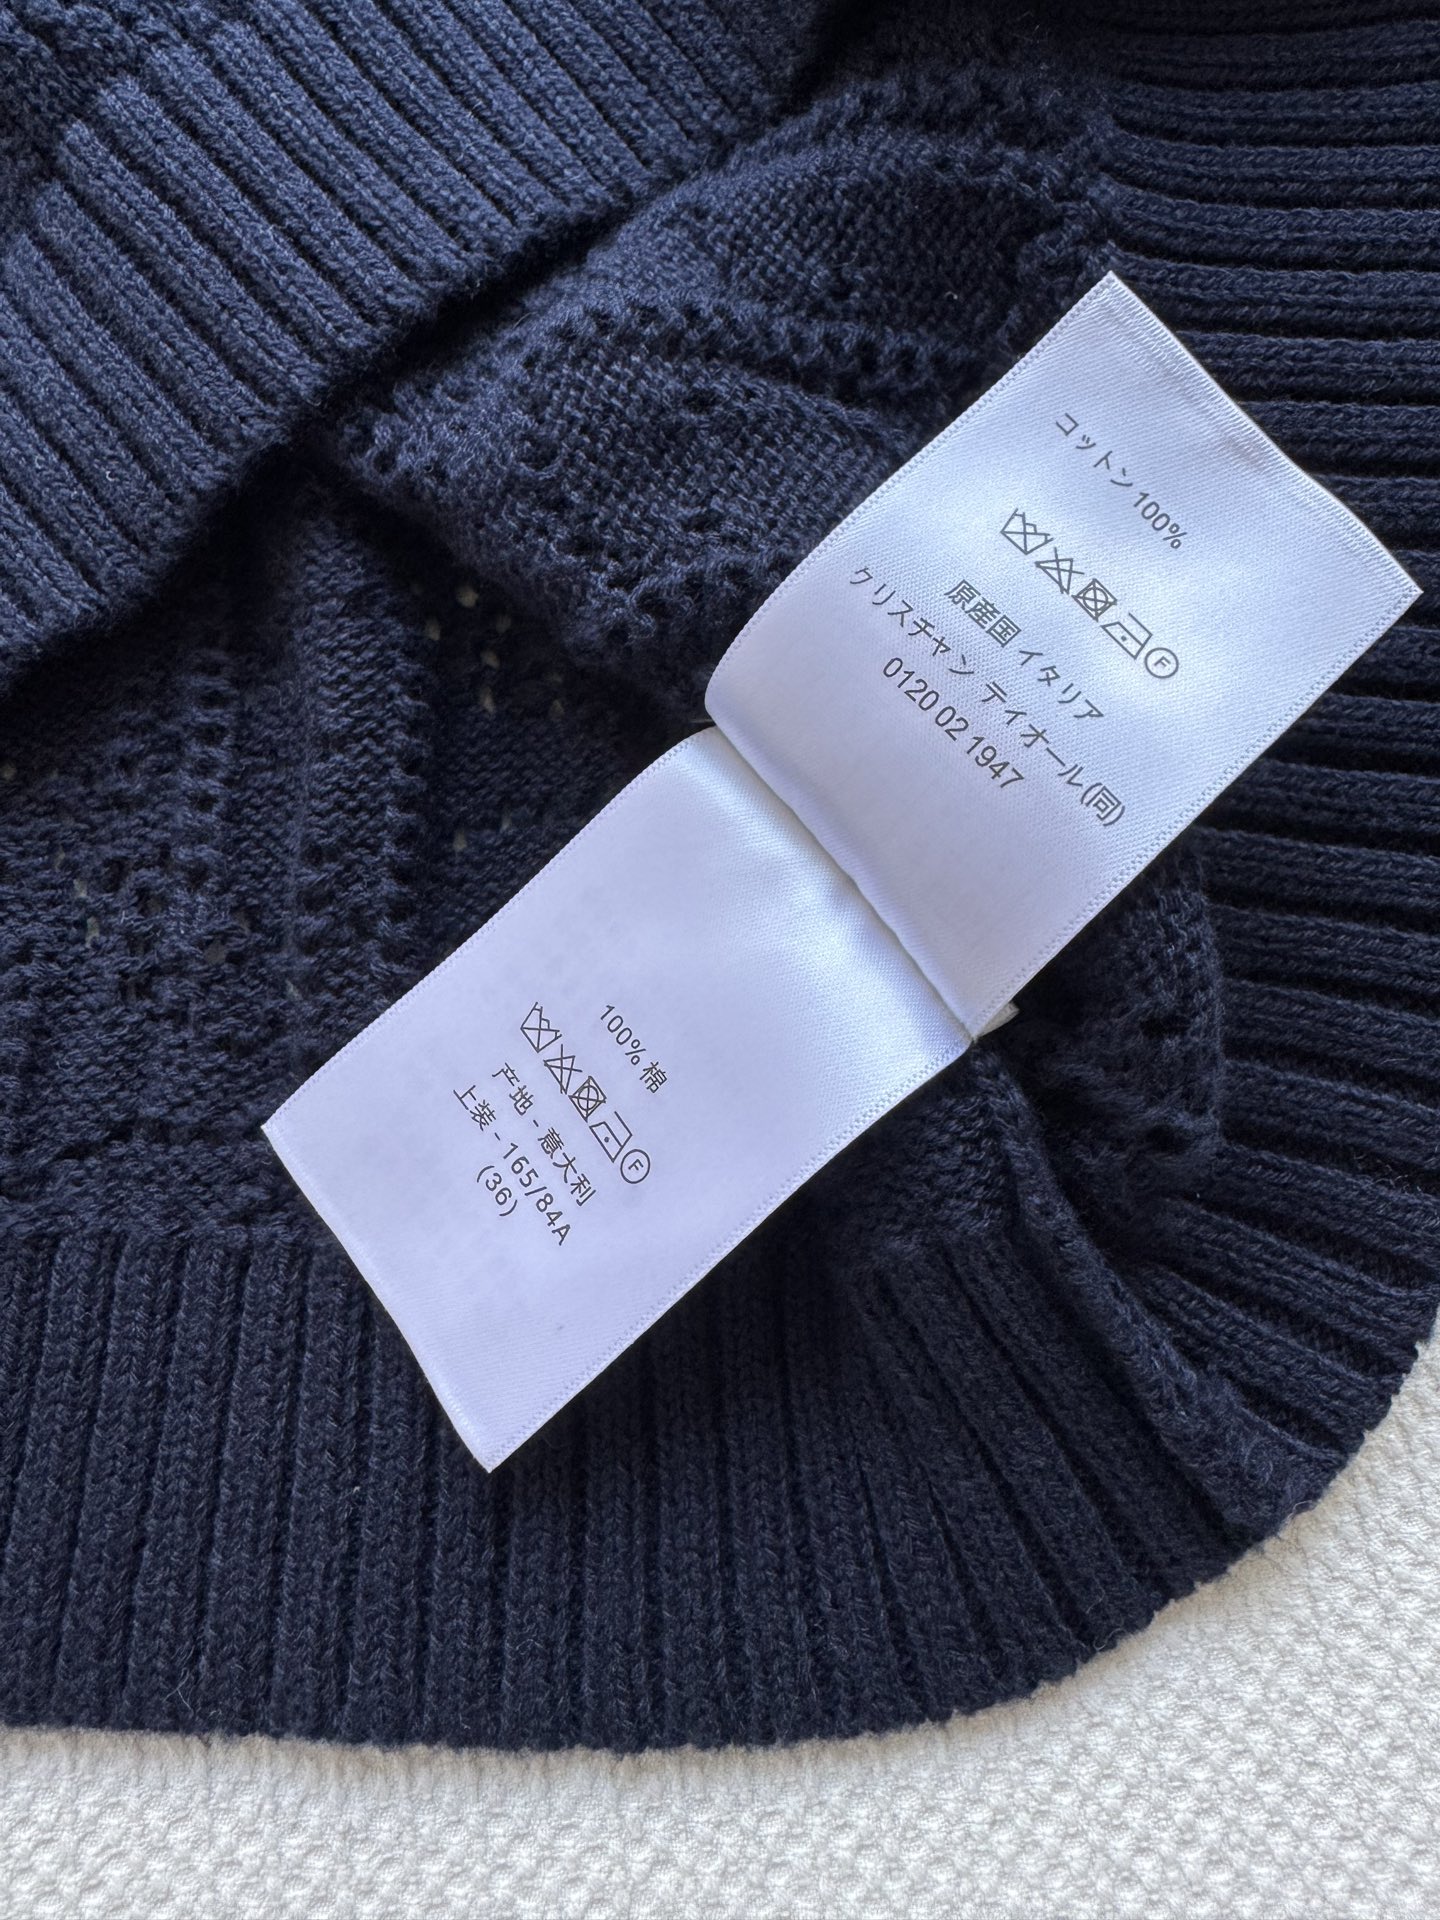 コットン 100%
F
原産国 イタリア
クリスチャン ディオール(同)
0120 02 1947
100% 棉
F
产地 - 意大利
上装 - 165/84A
(36)